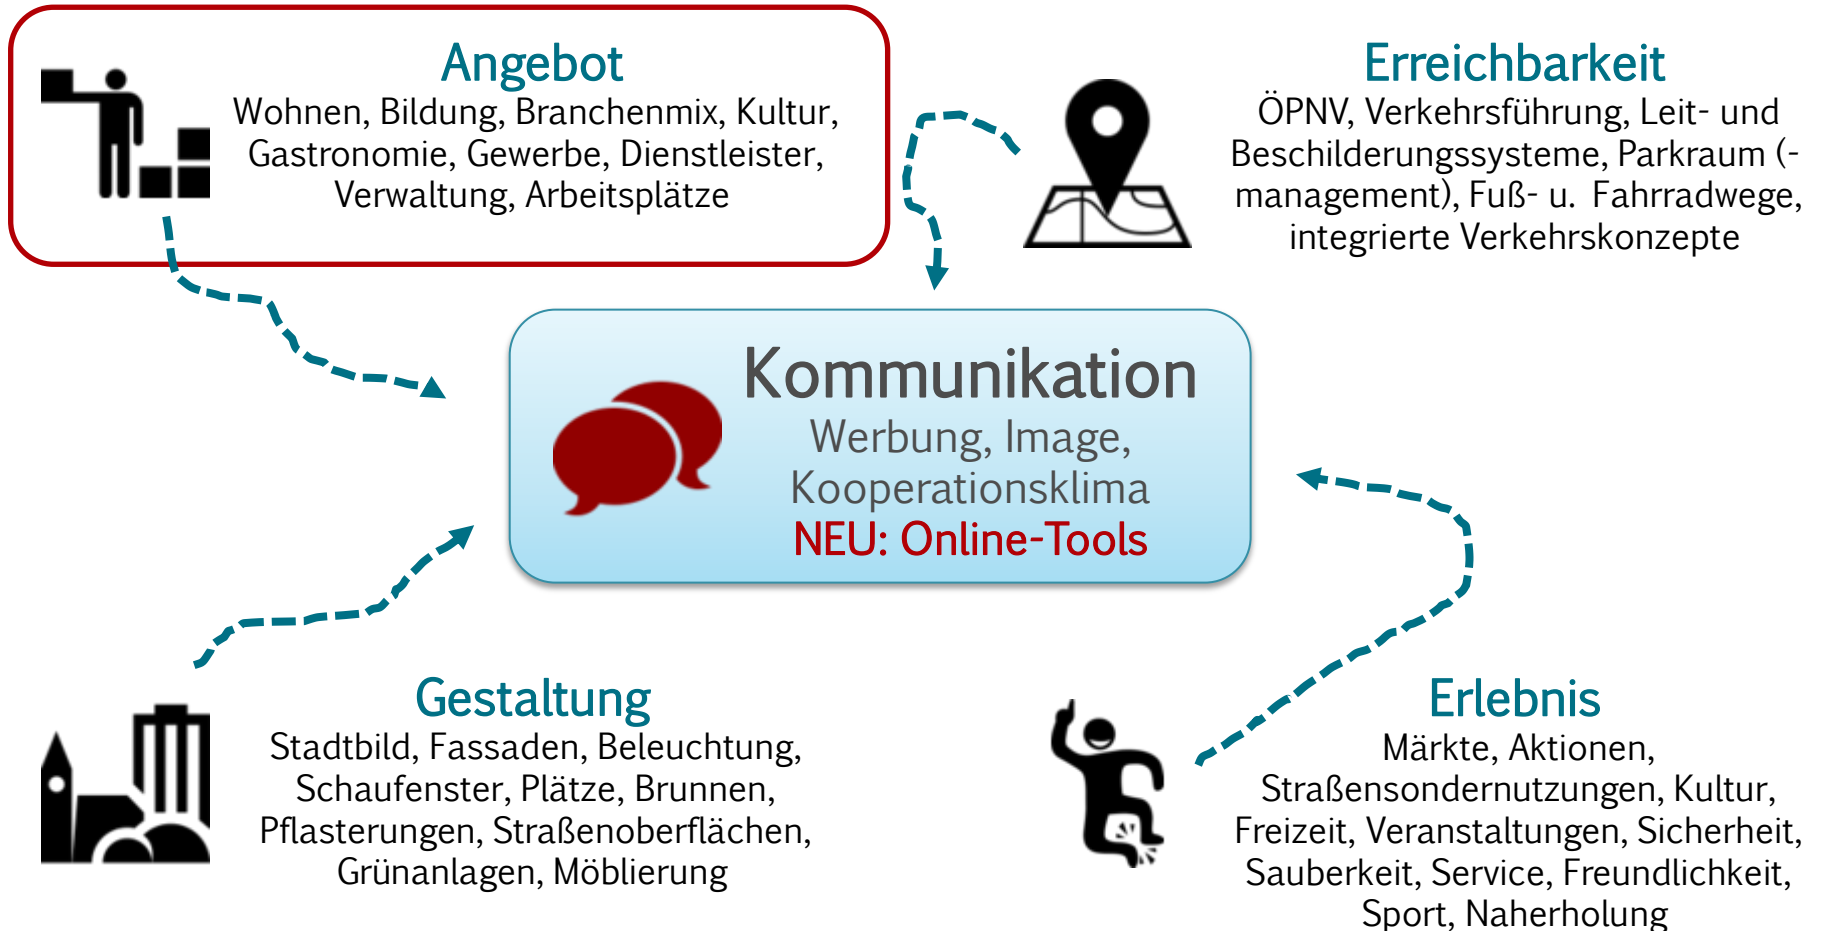 Angebot
Wohnen, Bildung, Branchenmix, Kultur,
Gastronomie, Gewerbe, Dienstleister,
Verwaltung, Arbeitsplätze
Erreichbarkeit
ÖPNV, Verkehrsführung, Leit- und
Beschilderungssysteme, Parkraum (-
management), Fuß- u. Fahrradwege,
integrierte Verkehrskonzepte
Kommunikation
Werbung, Image,
Kooperationsklima
NEU: Online-Tools
Gestaltung
Stadtbild, Fassaden, Beleuchtung,
Schaufenster, Plätze, Brunnen,
Pflasterungen, Straßenoberflächen,
Grünanlagen, Möblierung
Erlebnis
Märkte, Aktionen,
Straßensondernutzungen, Kultur,
Freizeit, Veranstaltungen, Sicherheit,
Sauberkeit, Service, Freundlichkeit,
Sport, Naherholung